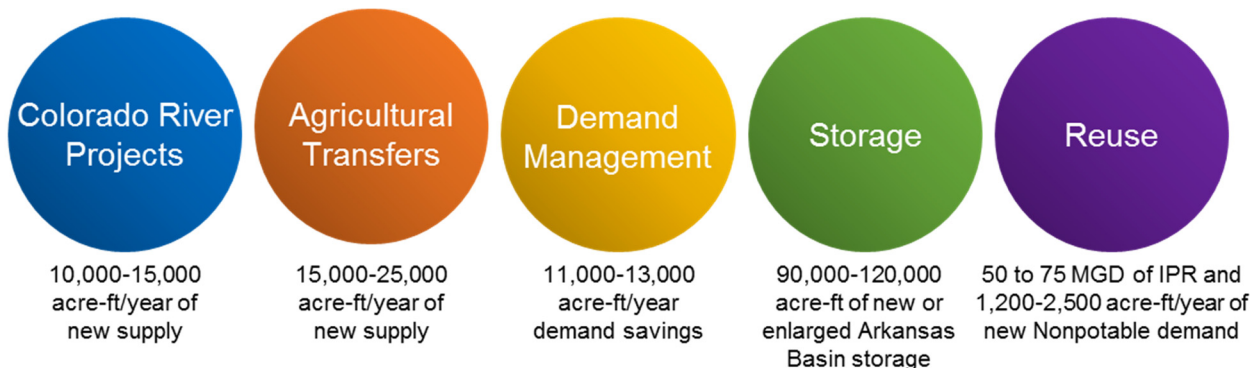 Colorado River
Projects
Agricultural
Transfers
Demand
Management
Storage
Reuse
10,000-15,000
acre-ft/year of
new supply
15,000-25,000
acre-ft/year of
new supply
11,000-13,000
acre-ft/year
demand savings
90,000-120,000
acre-ft of new or
enlarged Arkansas
Basin storage
50 to 75 MGD of IPR and
1,200-2,500 acre-ft/year of
new Nonpotable demand